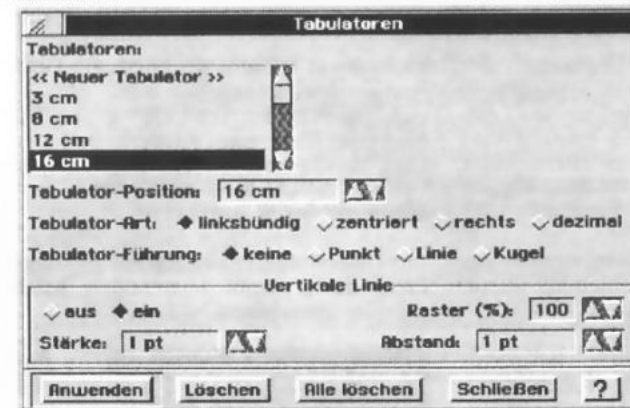 Tabulatoren
Tabulatoren:
<< Neuer Tabulator >>
3 cm
8 cm
12 cm
16 cm
Tabulator-Position: 16 cm
Tabulator-Art: linksbündig zentriert rechts dezimal
Tabulator-Führung: keine Punkt Linie Kugel
Vertikale Linie
aus ein Raster (%): 100
Stärke: 1 pt Abstand: 1 pt
Anwenden Löschen Alle löschen Schließen ?